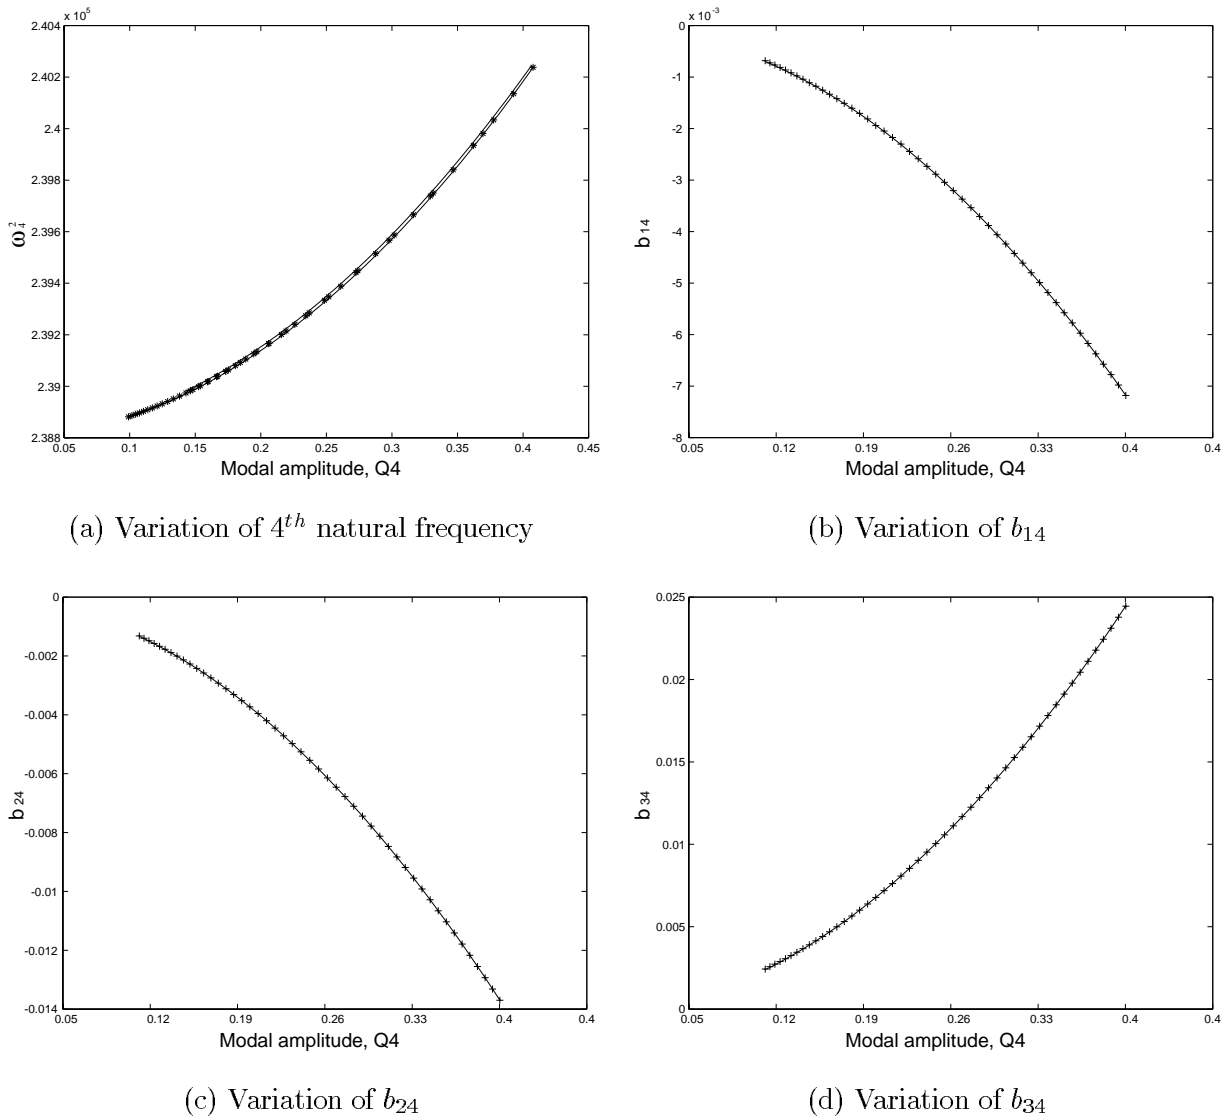 x 10⁵
2.404
2.402
2.4
2.398
2.396
2.394
2.392
2.39
2.388
ω₄²
0.05 0.1 0.15 0.2 0.25 0.3 0.35 0.4 0.45
Modal amplitude, Q4
(a) Variation of 4ᵗʰ natural frequency
x 10⁻³
0
-1
-2
-3
-4
-5
-6
-7
-8
b 14
0.05 0.12 0.19 0.26 0.33 0.4 0.4
Modal amplitude, Q4
(b) Variation of b₁₄
0
-0.002
-0.004
-0.006
-0.008
-0.01
-0.012
-0.014
b 24
0.05 0.12 0.19 0.26 0.33 0.4 0.4
Modal amplitude, Q4
(c) Variation of b₂₄
0.025
0.02
0.015
0.01
0.005
0
b 34
0.05 0.12 0.19 0.26 0.33 0.4 0.4
Modal amplitude, Q4
(d) Variation of b₃₄